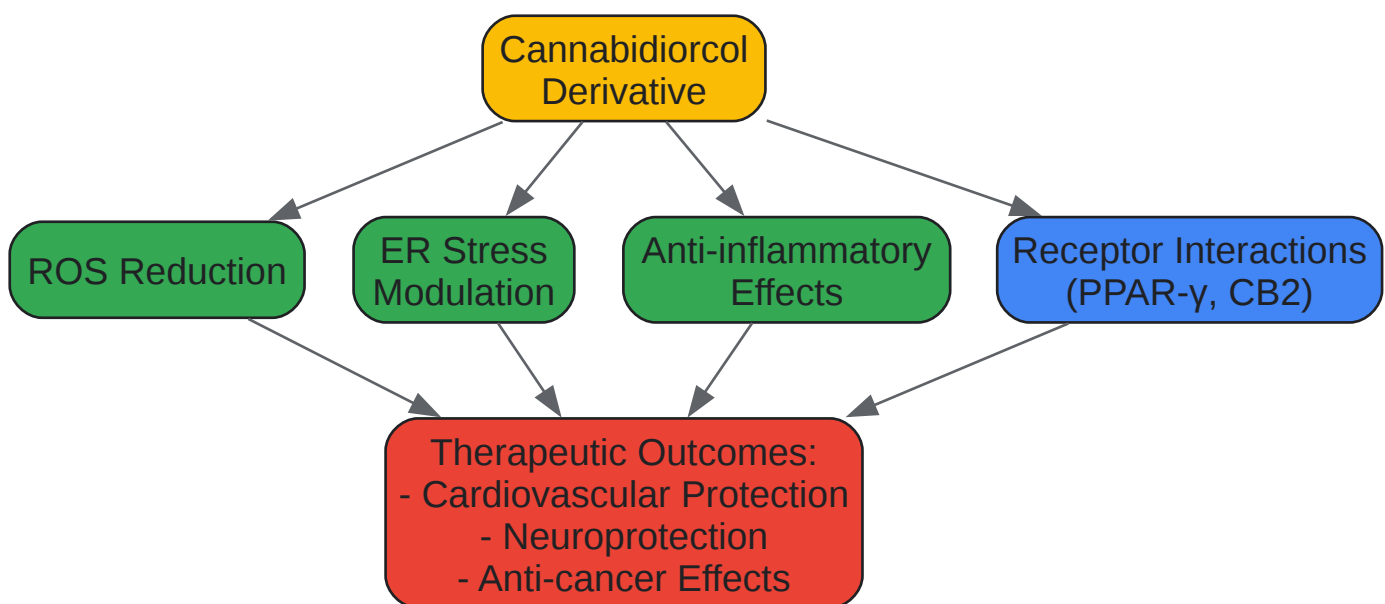 Cannabidiorcol
Derivative
ROS Reduction
ER Stress
Modulation
Anti-inflammatory
Effects
Receptor Interactions
(PPAR-γ, CB2)
Therapeutic Outcomes:
- Cardiovascular Protection
- Neuroprotection
- Anti-cancer Effects